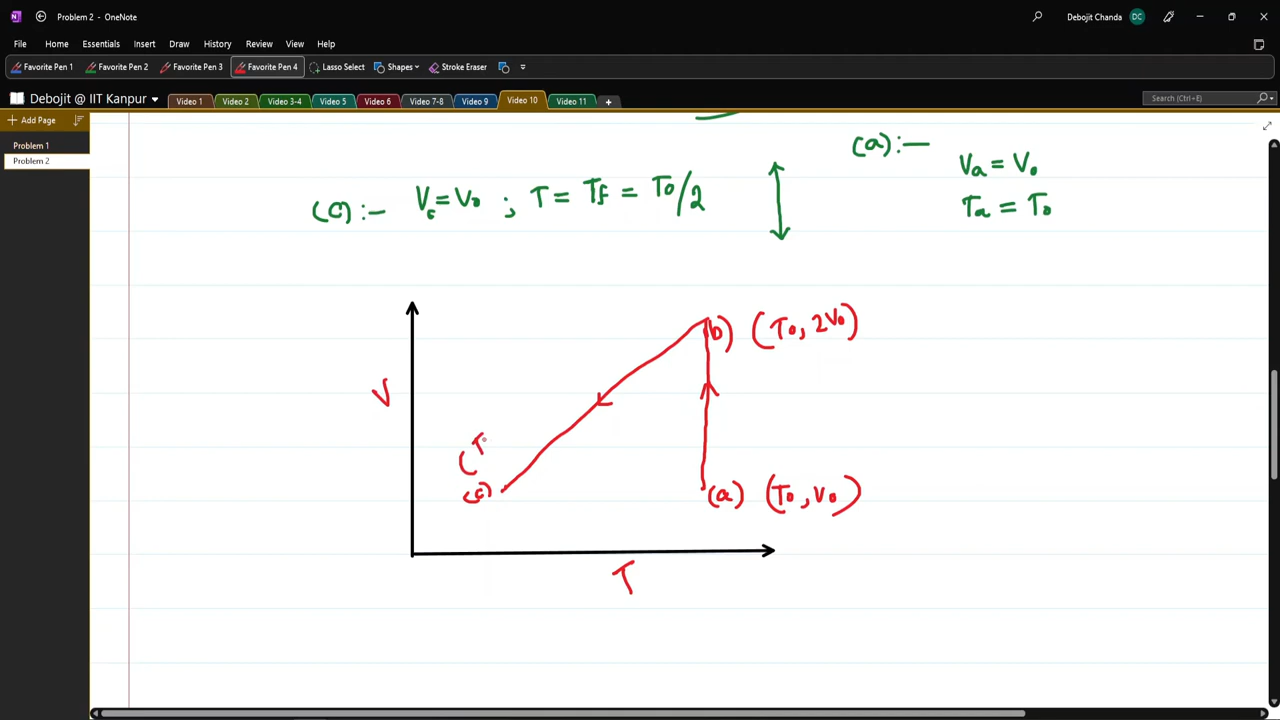 Problem 2 - OneNote
Debojit Chanda DC
File Home Essentials Insert Draw History Review View Help
Favorite Pen 1 Favorite Pen 2 Favorite Pen 3 Favorite Pen 4 Lasso Select Shapes Stroke Eraser
Debojit @ IIT Kanpur Video 1 Video 2 Video 3-4 Video 5 Video 6 Video 7-8 Video 9 Video 10 Video 11 Search (Ctrl+E)
Add Page
Problem 1
Problem 2
(a) :—
Va = V0
Ta = T0
(c) :- Vc = V0 ; T = Tf = T0/2
V
(b) (T0, 2V0)
(T
(c)
(a) (T0, V0)
T